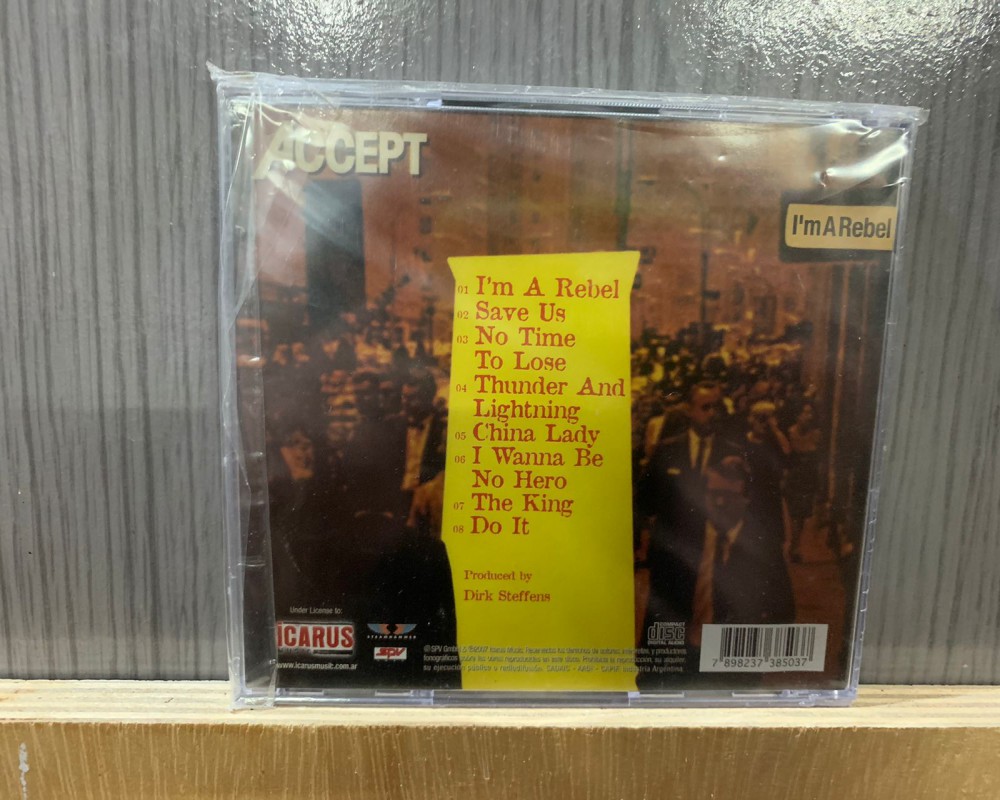 ACCEPT
I'm A Rebel
01 I'm A Rebel
02 Save Us
03 No Time
To Lose
04 Thunder And
Lightning
05 China Lady
06 I Wanna Be
No Hero
07 The King
08 Do It
Produced by
Dirk Steffens
Under License to:
ICARUS
www.icarusmusic.com.ar
STEAMHAMMER
SPV
COMPACT
disc
DIGITAL AUDIO
7 898237 385037